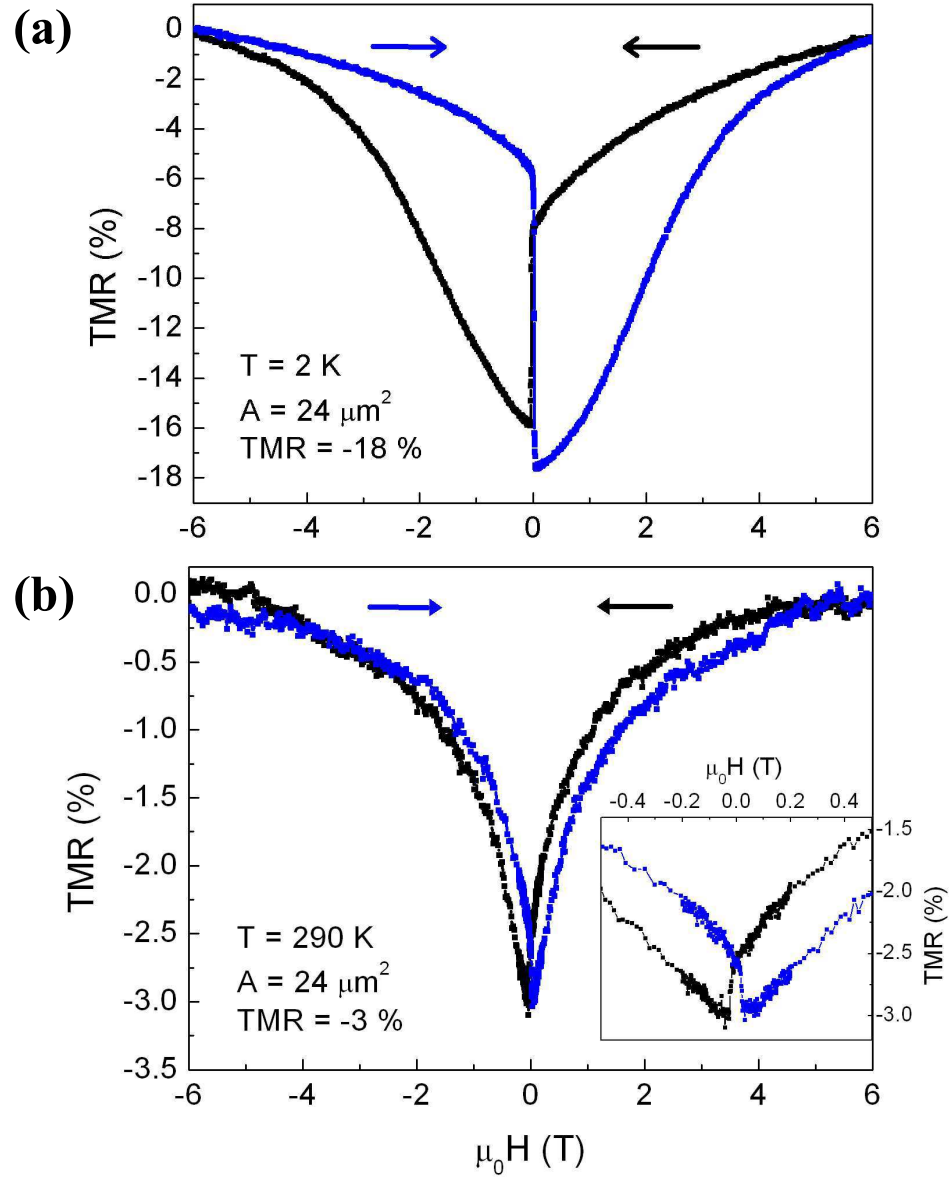 (a)
0
-2
-4
-6
-8
-10
-12
-14
-16
-18
TMR (%)
T = 2 K
A = 24 μm²
TMR = -18 %
-6 -4 -2 0 2 4 6
(b)
0.0
-0.5
-1.0
-1.5
-2.0
-2.5
-3.0
-3.5
TMR (%)
T = 290 K
A = 24 μm²
TMR = -3 %
μ₀H (T)
-0.4 -0.2 0.0 0.2 0.4
-1.5
-2.0
-2.5
-3.0
TMR (%)
-6 -4 -2 0 2 4 6
μ₀H (T)